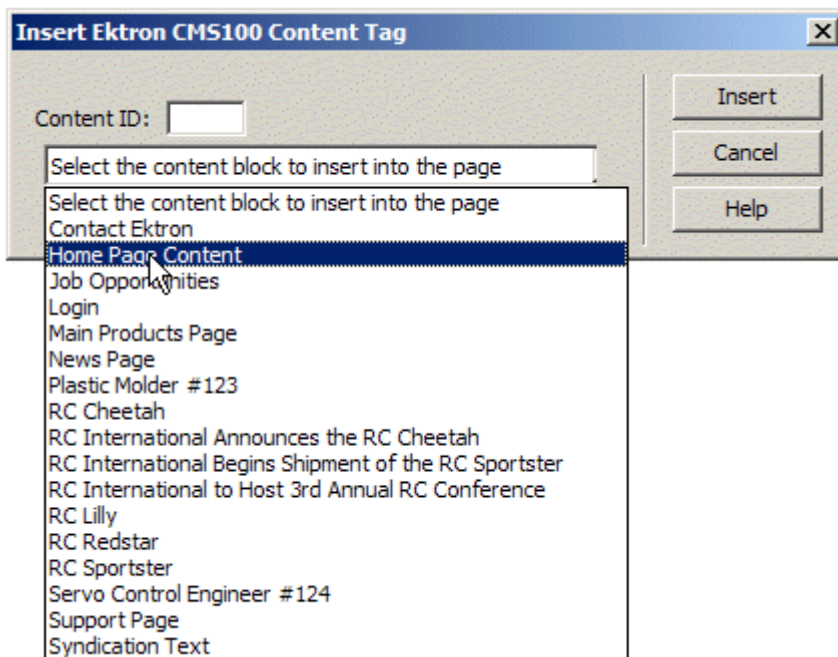 Insert Ektron CMS100 Content Tag
Content ID:
Insert
Cancel
Help
Select the content block to insert into the page
Select the content block to insert into the page
Contact Ektron
Home Page Content
Job Opportunities
Login
Main Products Page
News Page
Plastic Molder #123
RC Cheetah
RC International Announces the RC Cheetah
RC International Begins Shipment of the RC Sportster
RC International to Host 3rd Annual RC Conference
RC Lilly
RC Redstar
RC Sportster
Servo Control Engineer #124
Support Page
Syndication Text